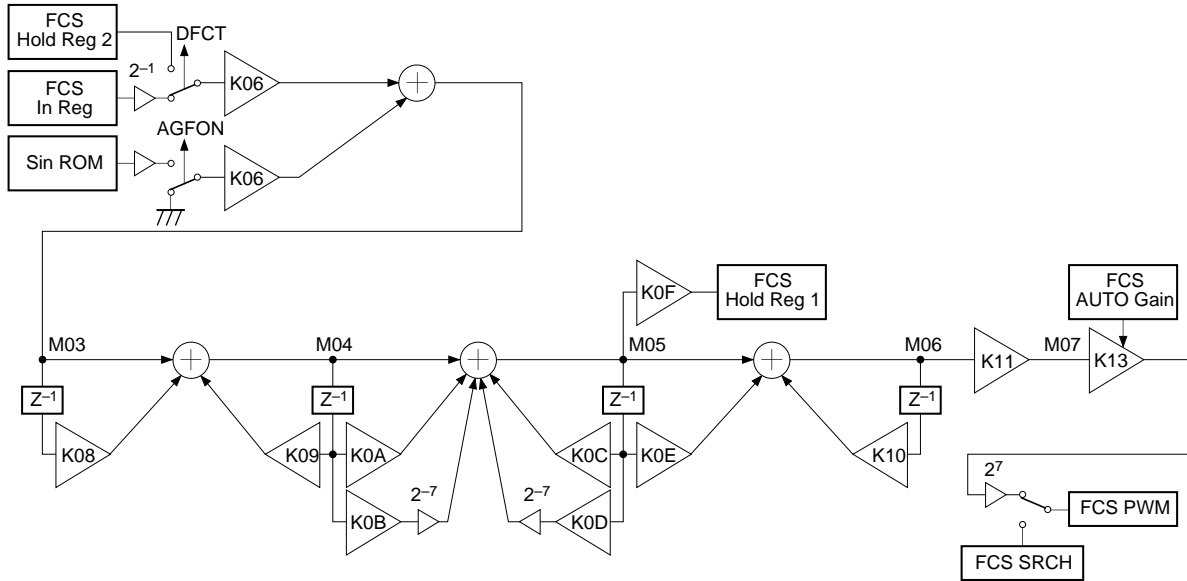 FCS
Hold Reg 2
DFCT
2–1
K06
FCS
In Reg
AGFON
Sin ROM
K06
K0F
FCS
Hold Reg 1
FCS
AUTO Gain
M03
M04
M05
M06
K11
M07
K13
Z–1
Z–1
Z–1
Z–1
K08
K09
K0A
K0C
K0E
K10
2–7
2–7
K0B
K0D
27
FCS PWM
FCS SRCH